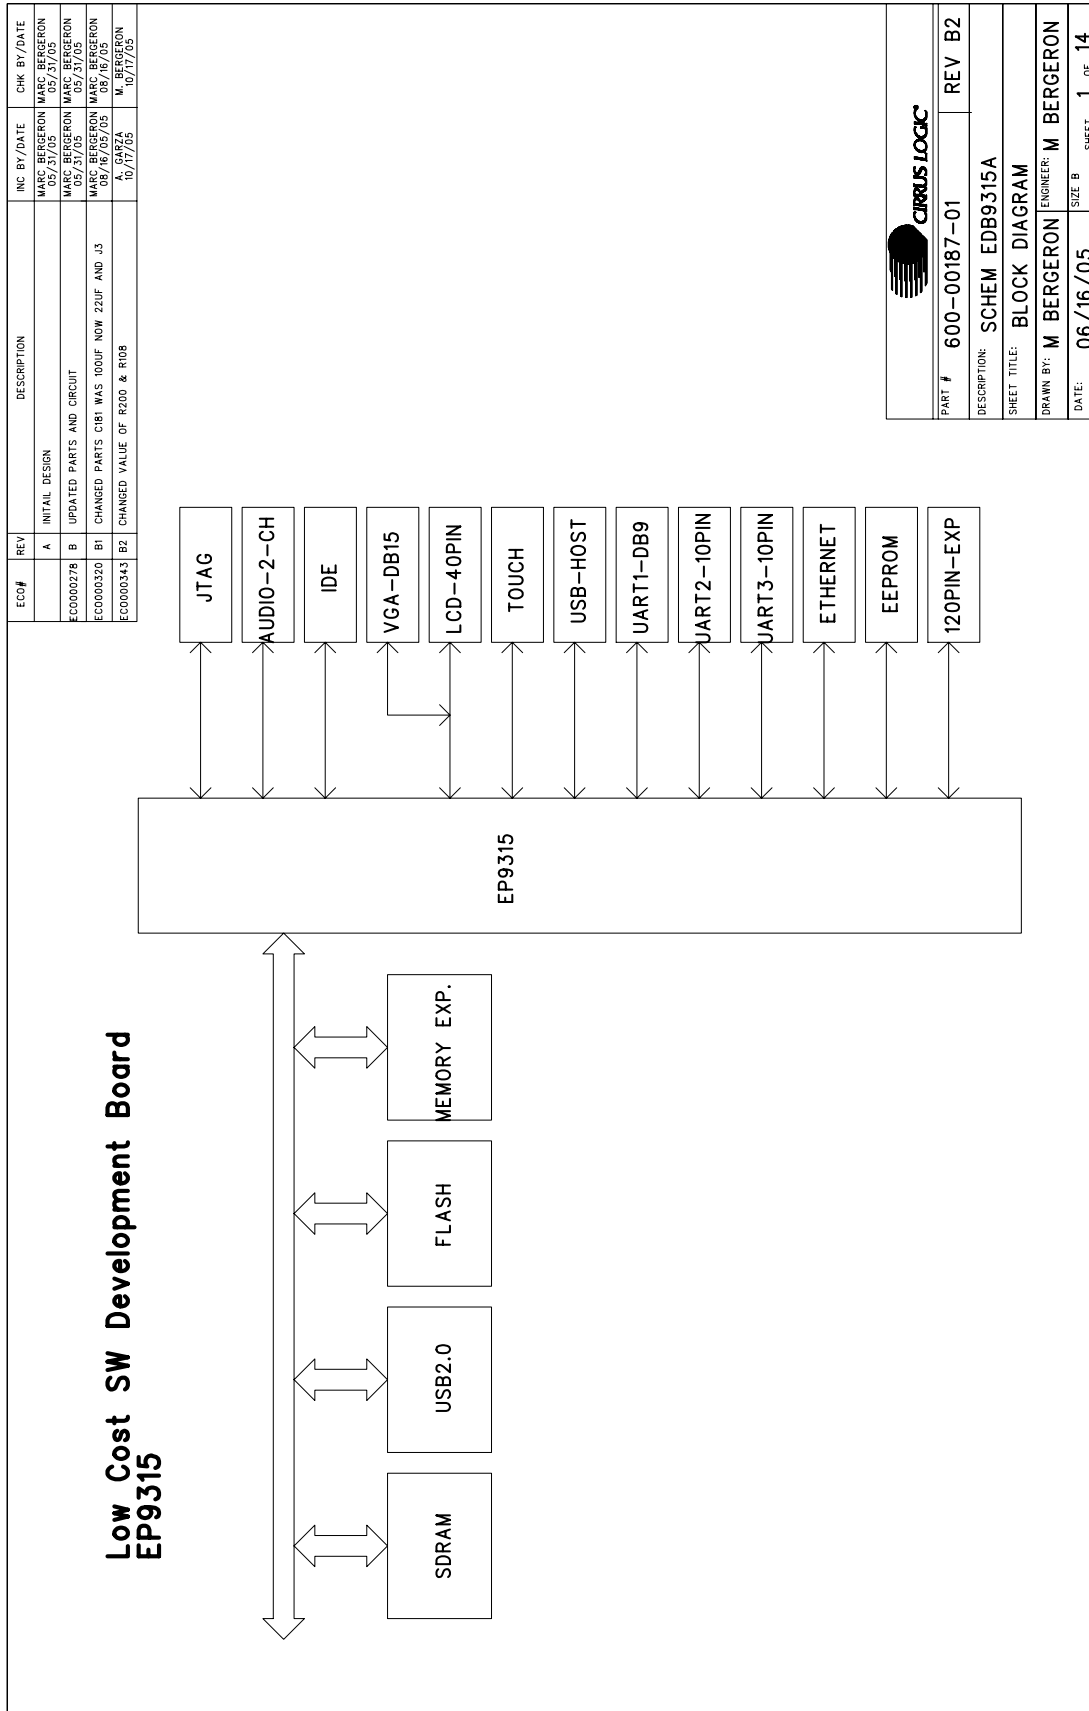 ECO# REV DESCRIPTION INC BY/DATE CHK BY/DATE
A INITAIL DESIGN MARC BERGERON 05/31/05 MARC BERGERON 05/31/05
ECO000278 B UPDATED PARTS AND CIRCUIT MARC BERGERON 05/31/05 MARC BERGERON 05/31/05
ECO000320 B1 CHANGED PARTS C181 WAS 100UF NOW 22UF AND J3 MARC BERGERON 08/16/05/05 MARC BERGERON 08/16/05
ECO000343 B2 CHANGED VALUE OF R200 & R108 A. GARZA 10/17/05 M. BERGERON 10/17/05
Low Cost SW Development Board
EP9315
SDRAM
USB2.0
FLASH
MEMORY EXP.
EP9315
JTAG
AUDIO-2-CH
IDE
VGA-DB15
LCD-40PIN
TOUCH
USB-HOST
UART1-DB9
UART2-10PIN
UART3-10PIN
ETHERNET
EEPROM
120PIN-EXP
CIRRUS LOGIC
PART # 600-00187-01 REV B2
DESCRIPTION: SCHEM EDB9315A
SHEET TITLE: BLOCK DIAGRAM
DRAWN BY: M BERGERON ENGINEER: M BERGERON
DATE: 06/16/05 SIZE B SHEET 1 OF 14